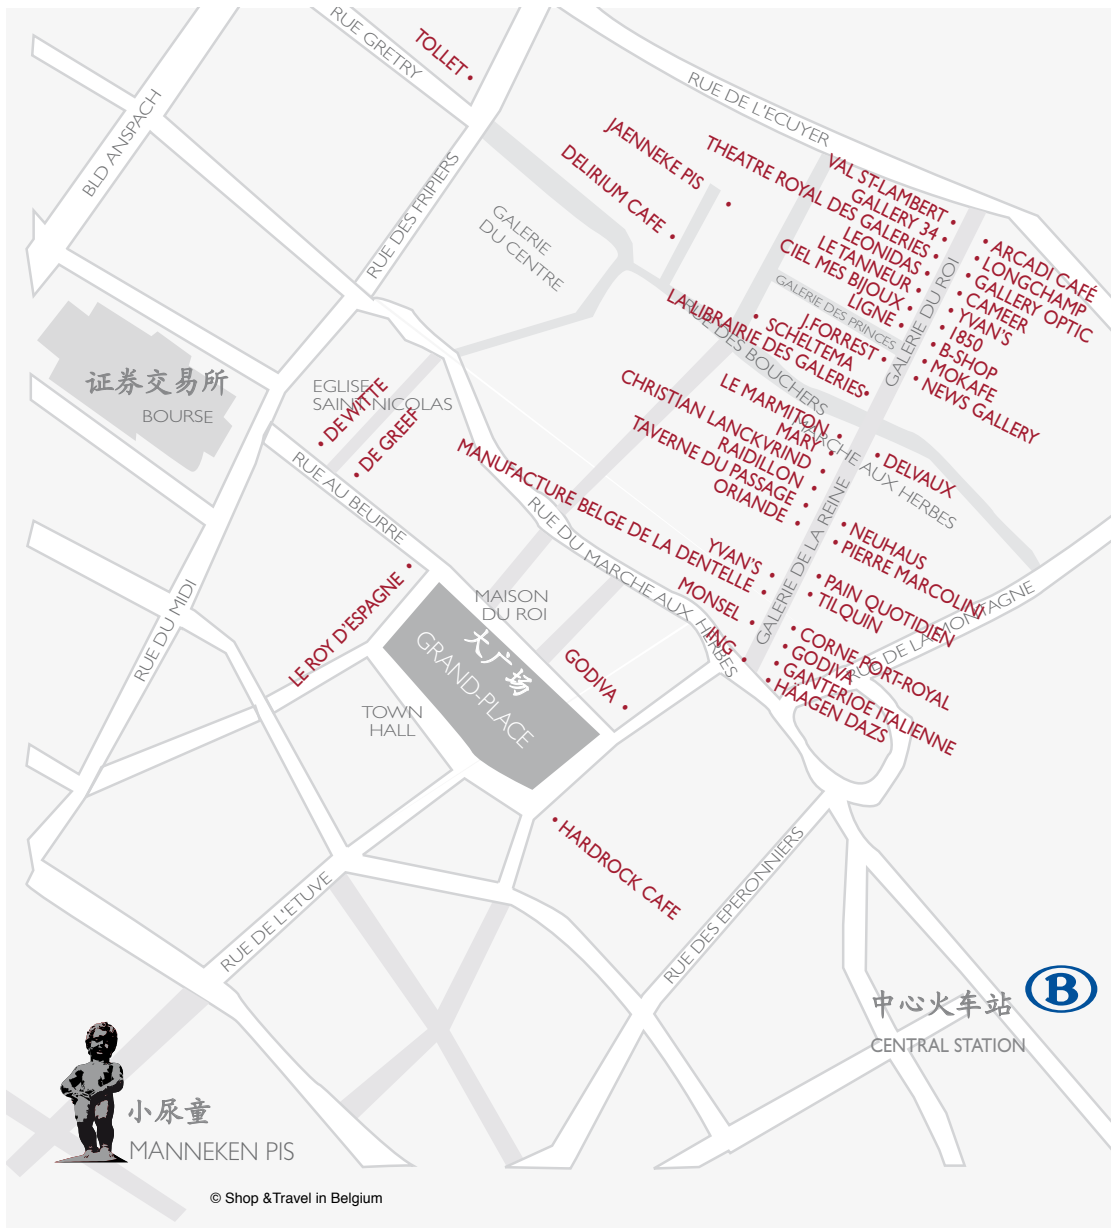 RUE GRETRY
TOLLET
BLD ANSPACH
RUE DES FRIPIERS
RUE DE L'ECUYER
JAENNEKE PIS
DELIRIUM CAFE
THEATRE ROYAL DES GALERIES
VAL ST-LAMBERT
GALLERY 34
LEONIDAS
LETANNEUR
CIEL MES BIJOUX
LIGNE
GALERIE
DU CENTRE
GALERIE DES PRINCES
GALERIE DU ROI
ARCADI CAFÉ
LONGCHAMP
GALLERY OPTIC
CAMEER
YVAN'S
1850
B-SHOP
MOKAFE
NEWS GALLERY
J.FORREST
SCHELTEMA
LA LIBRAIRIE DES GALERIES
RUE DES BOUCHERS
证券交易所
BOURSE
EGLISE
SAINT-NICOLAS
DEWITTE
DE GREEF
RUE AU BEURRE
LE MARMITON
MARY
CHRISTIAN LANCKVRIND
RAIDILLON
TAVERNE DU PASSAGE
ORIANDE
MARCHE AUX HERBES
DELVAUX
MANUFACTURE BELGE DE LA DENTELLE
YVAN'S
MONSEL
ING
RUE DU MARCHE AUX HERBES
GALERIE DE LA REINE
NEUHAUS
PIERRE MARCOLINI
PAIN QUOTIDIEN
TILQUIN
CORNE PORT-ROYAL
GODIVA
GANTERIOE ITALIENNE
HÄAGEN DAZS
RUE DE LA MONTAGNE
RUE DU MIDI
LE ROY D'ESPAGNE
MAISON
DU ROI
大广场
GRAND-PLACE
GODIVA
TOWN
HALL
HARDROCK CAFE
RUE DE L'ETUVE
RUE DES EPERONNIERS
B
中心火车站
CENTRAL STATION
小尿童
MANNEKEN PIS
© Shop &Travel in Belgium